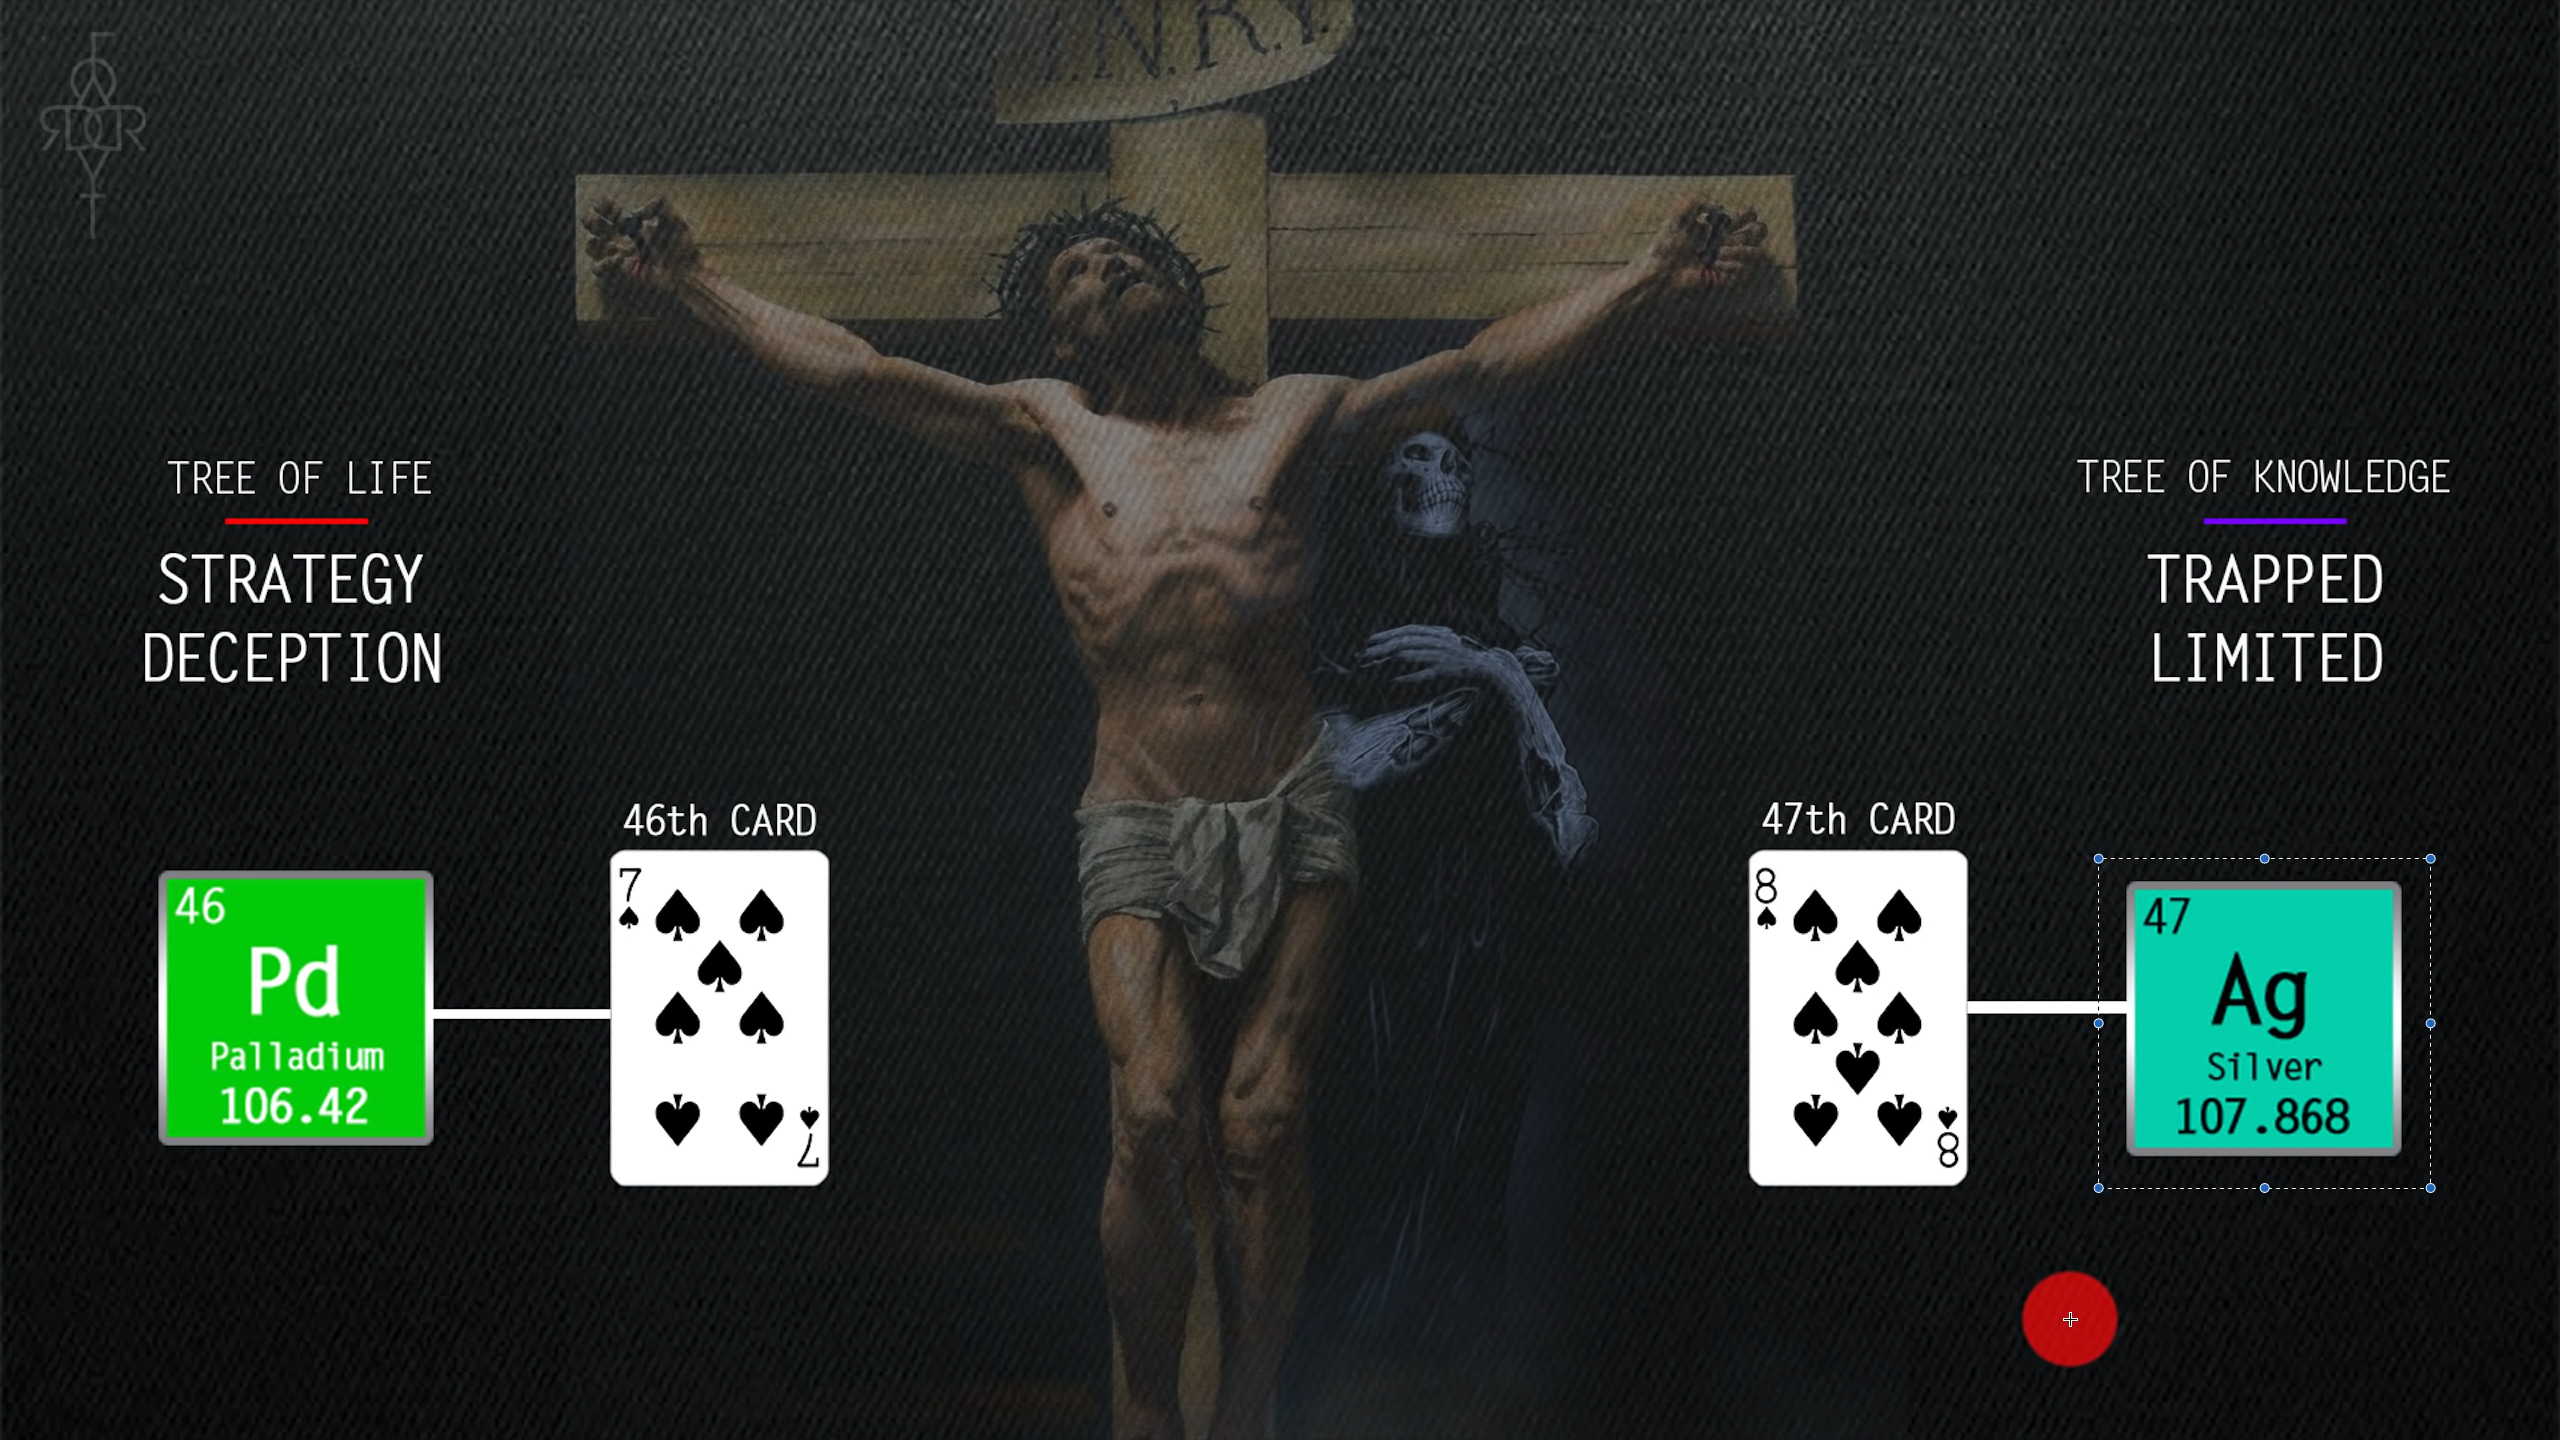 I.N.R.I.
TREE OF LIFE
STRATEGY
DECEPTION
TREE OF KNOWLEDGE
TRAPPED
LIMITED
46th CARD
7
7
46
Pd
Palladium
106.42
47th CARD
8
8
47
Ag
Silver
107.868